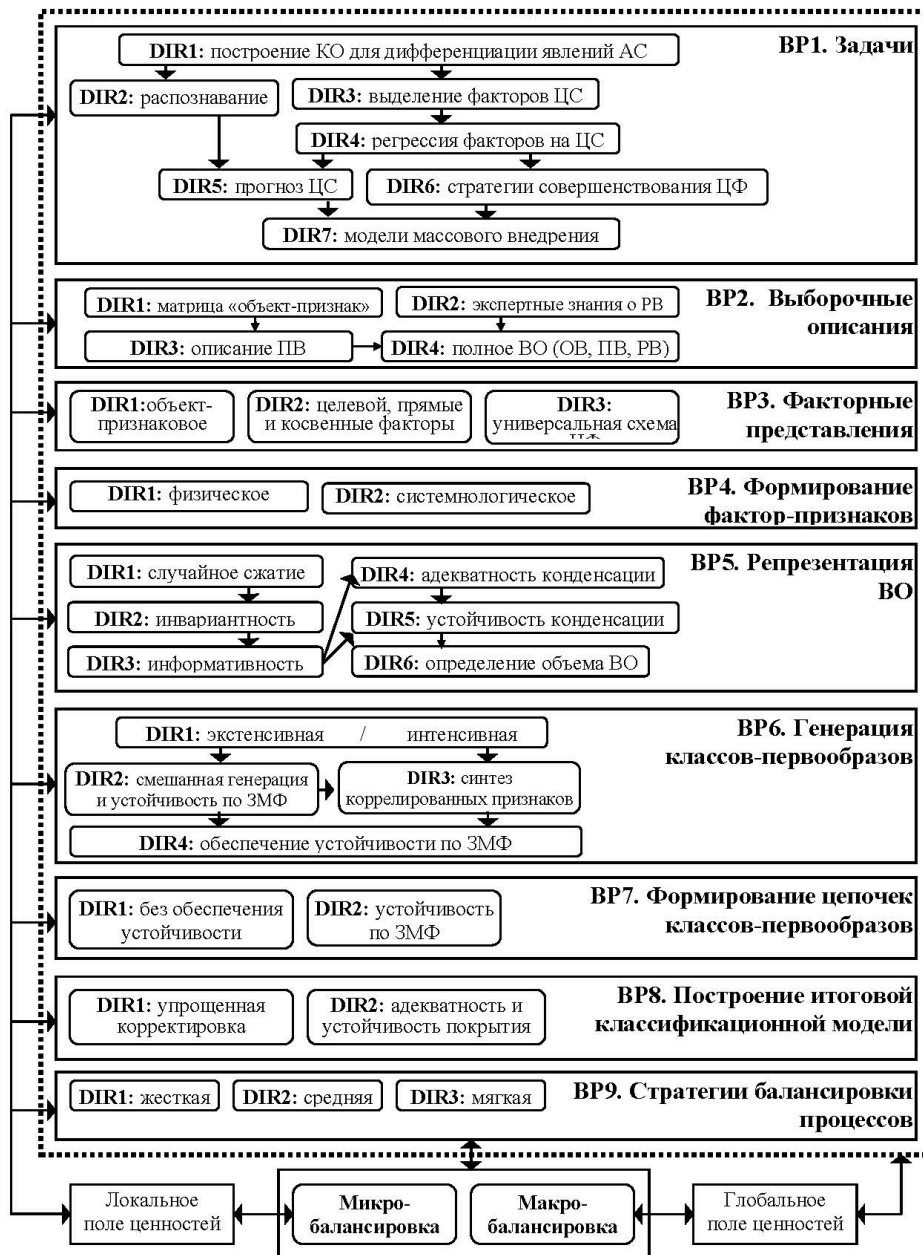 ВР1. Задачи
DIR1: построение КО для дифференциации явлений АС
DIR2: распознавание
DIR3: выделение факторов ЦС
DIR4: регрессия факторов на ЦС
DIR5: прогноз ЦС
DIR6: стратегии совершенствования ЦФ
DIR7: модели массового внедрения
ВР2. Выборочные
описания
DIR1: матрица «объект-признак»
DIR2: экспертные знания о РВ
DIR3: описание ПВ
DIR4: полное ВО (ОВ, ПВ, РВ)
ВР3. Факторные
представления
DIR1:объект-
признаковое
DIR2: целевой, прямые
и косвенные факторы
DIR3:
универсальная схема
ВР4. Формирование
фактор-признаков
DIR1: физическое
DIR2: системнологическое
ВР5. Репрезентация
ВО
DIR1: случайное сжатие
DIR2: инвариантность
DIR3: информативность
DIR4: адекватность конденсации
DIR5: устойчивость конденсации
DIR6: определение объема ВО
ВР6. Генерация
классов-первообразов
DIR1: экстенсивная / интенсивная
DIR2: смешанная генерация
и устойчивость по ЗМФ
DIR3: синтез
коррелированных признаков
DIR4: обеспечение устойчивости по ЗМФ
ВР7. Формирование цепочек
классов-первообразов
DIR1: без обеспечения
устойчивости
DIR2: устойчивость
по ЗМФ
ВР8. Построение итоговой
классификационной модели
DIR1: упрощенная
корректировка
DIR2: адекватность и
устойчивость покрытия
ВР9. Стратегии балансировки
процессов
DIR1: жесткая
DIR2: средняя
DIR3: мягкая
Локальное
поле ценностей
Микро-
балансировка
Макро-
балансировка
Глобальное
поле ценностей